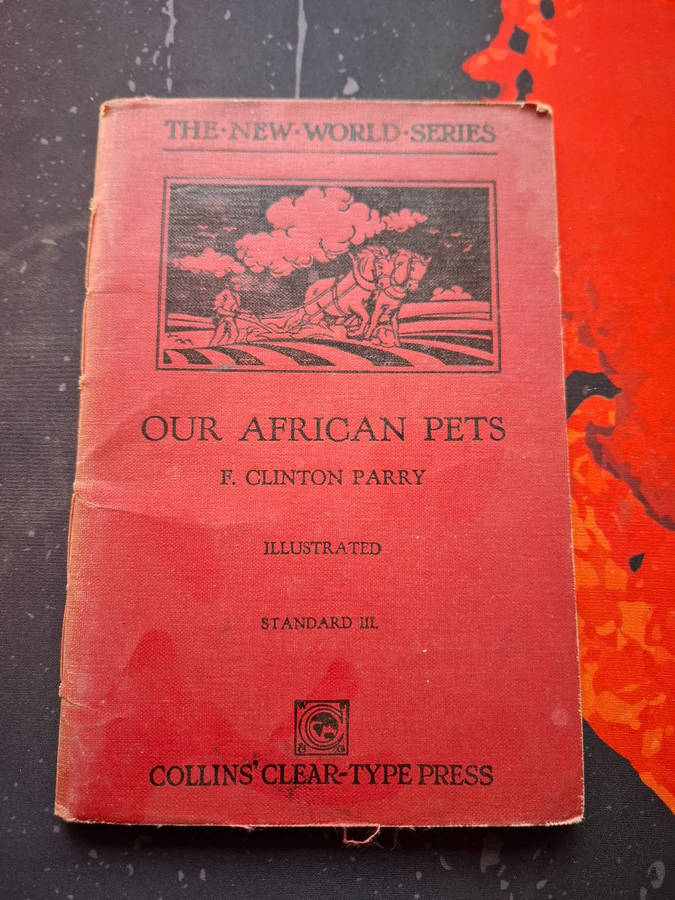 THE·NEW·WORLD·SERIES
OUR AFRICAN PETS
F. CLINTON PARRY
ILLUSTRATED
STANDARD III.
COLLINS' CLEAR-TYPE PRESS